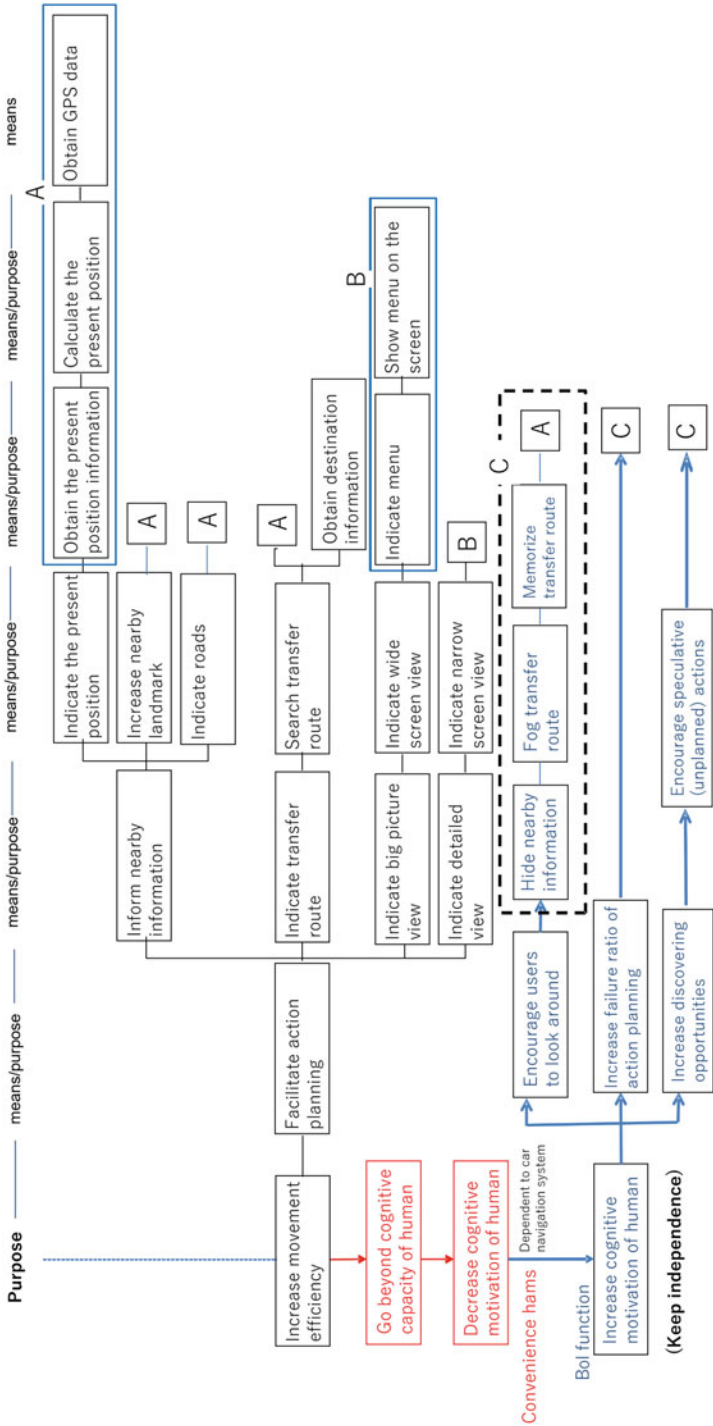 Purpose
means/purpose
means/purpose
means/purpose
means/purpose
means/purpose
means
A
Increase movement
efficiency
Facilitate action
planning
Inform nearby
information
Indicate the present
position
Obtain the present
position information
Calculate the
present position
Obtain GPS data
Increase nearby
landmark
A
Indicate roads
A
Indicate transfer
route
Search transfer
route
A
Obtain destination
information
B
Indicate big picture
view
Indicate wide
screen view
Indicate menu
Show menu on the
screen
Indicate detailed
view
Indicate narrow
screen view
B
Go beyond cognitive
capacity of human
Decrease cognitive
motivation of human
Convenience hams
Dependent to car
navigation system
BoI function
Increase cognitive
motivation of human
(Keep independence)
C
Encourage users
to look around
Hide nearby
information
Fog transfer
route
Memorize
transfer route
A
Increase failure ratio of
action planning
C
Increase discovering
opportunities
Encourage speculative
(unplanned) actions
C